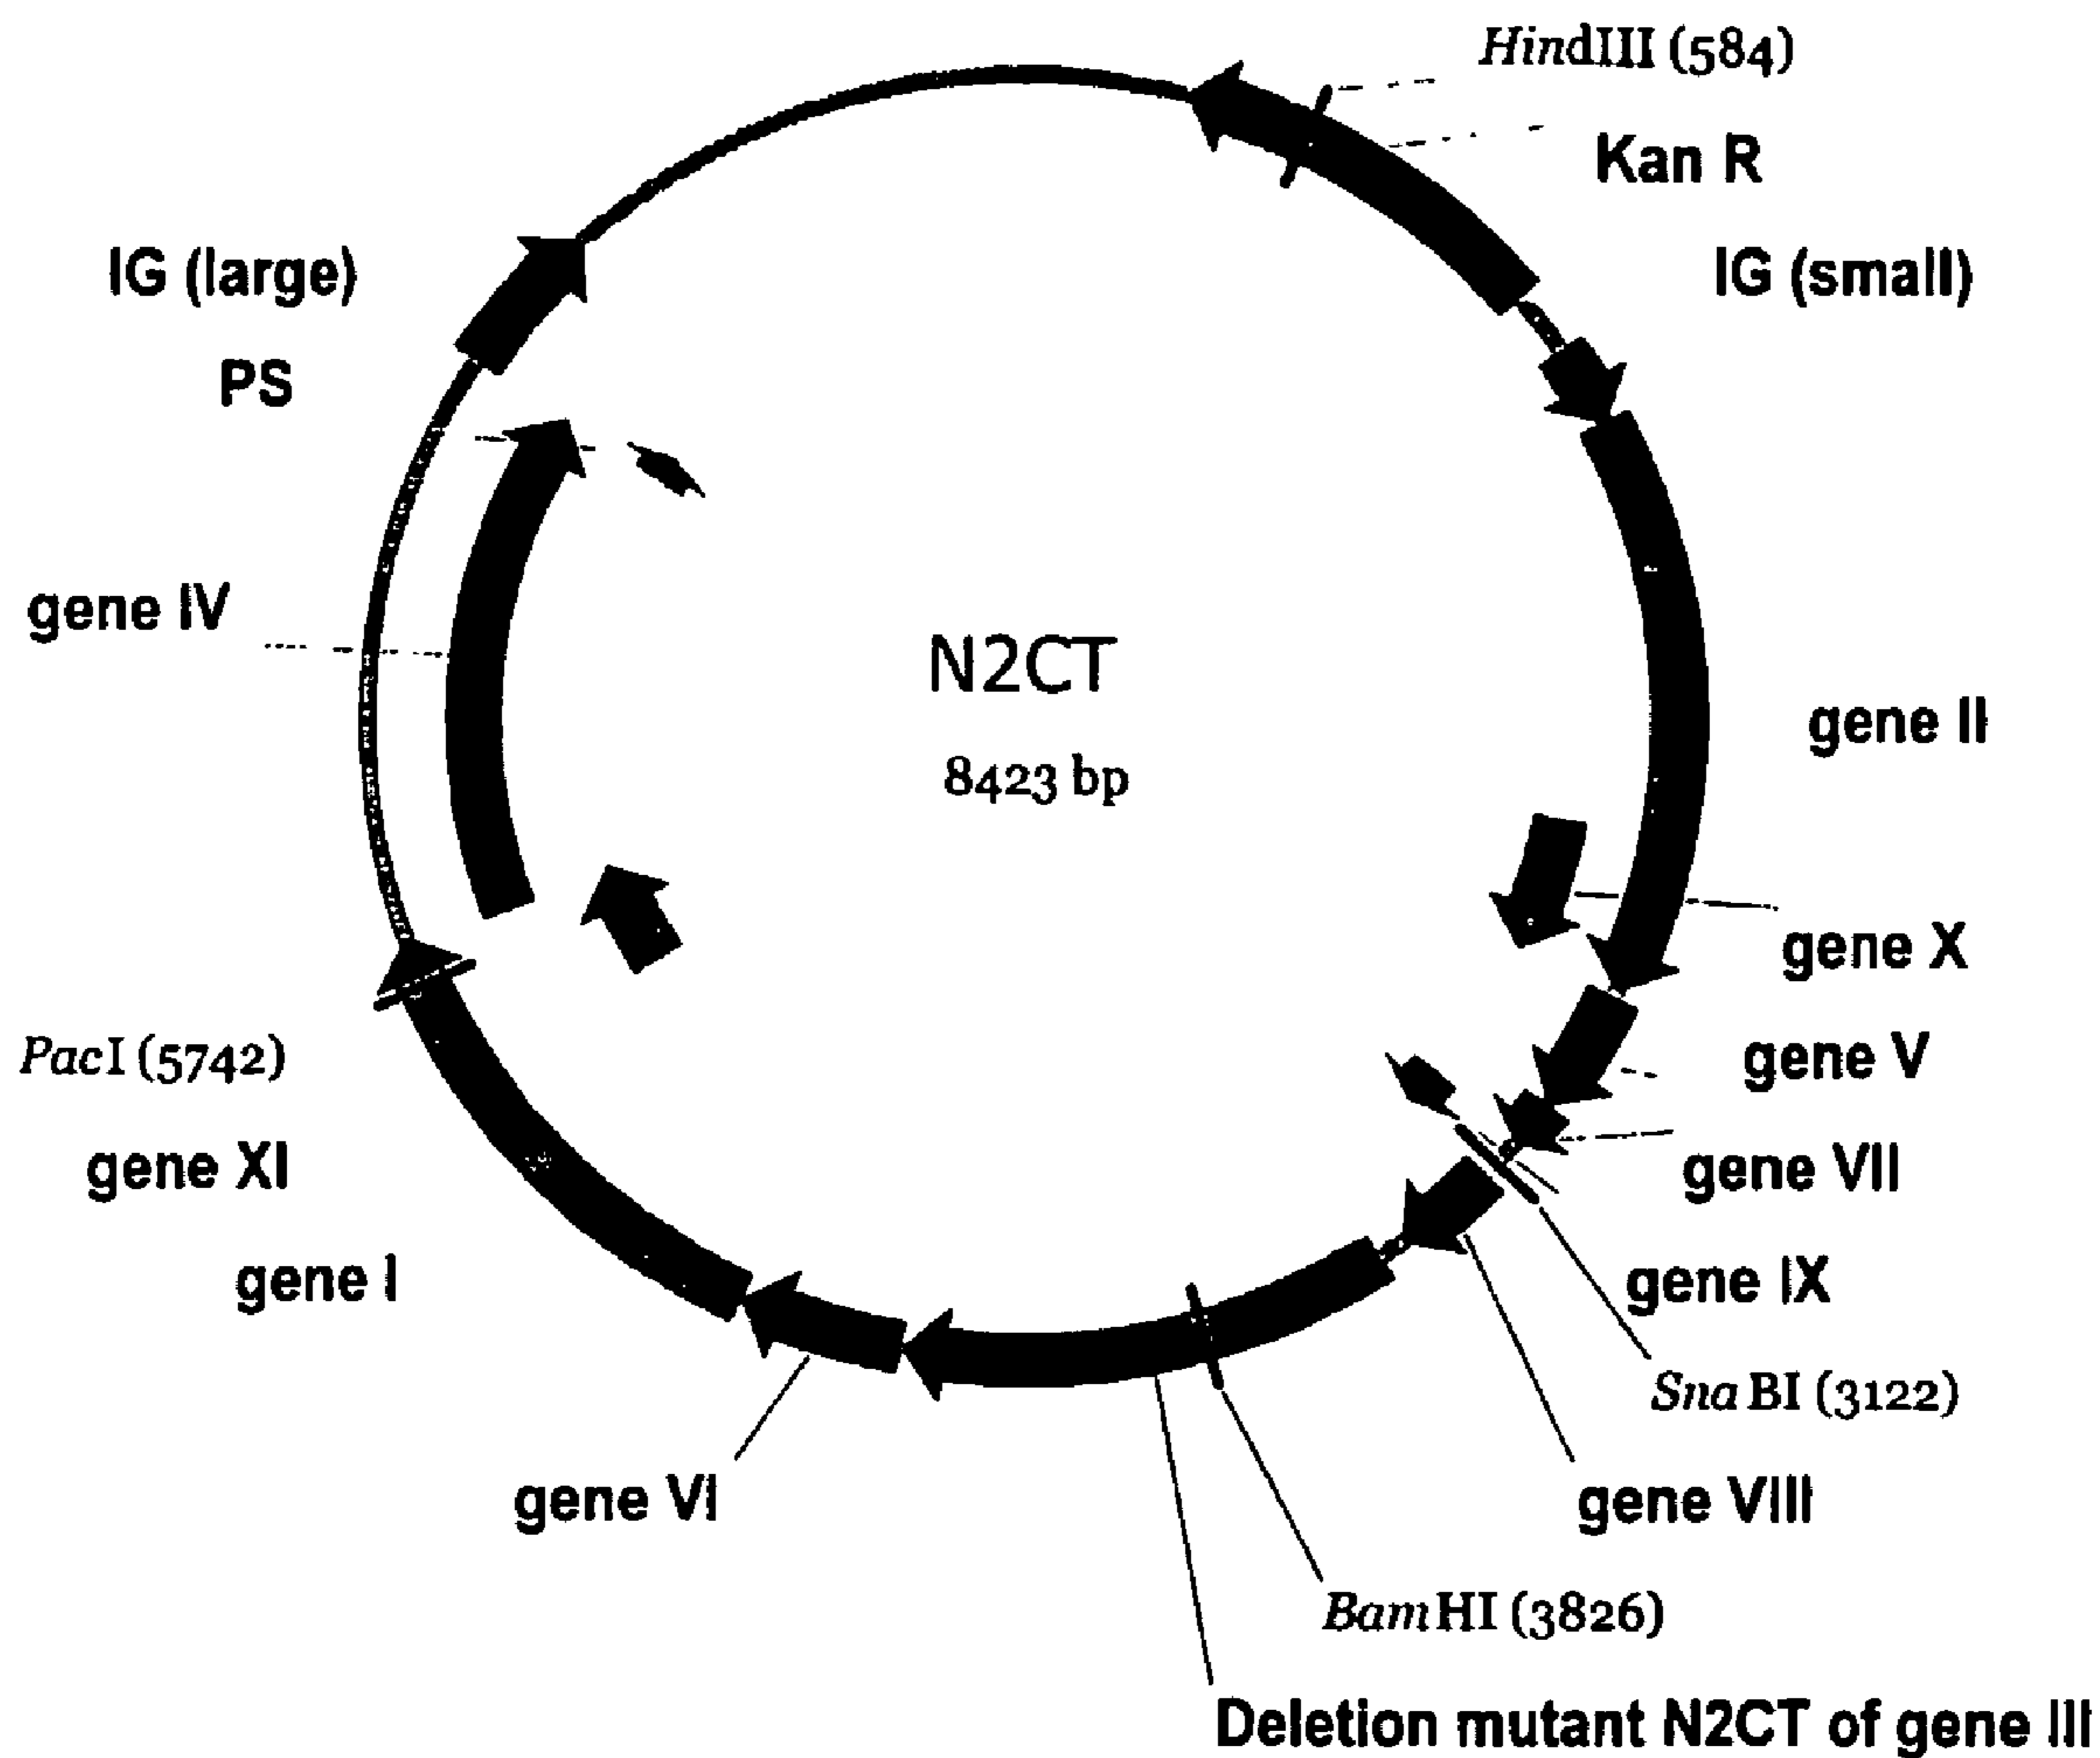 HindIII (584)
Kan R
IG (small)
IG (large)
PS
gene IV
N2CT
8423 bp
gene II
gene X
gene V
gene VII
gene IX
SnaBI (3122)
gene VIII
BamHI (3826)
Deletion mutant N2CT of gene III
gene VI
gene I
gene XI
PacI (5742)